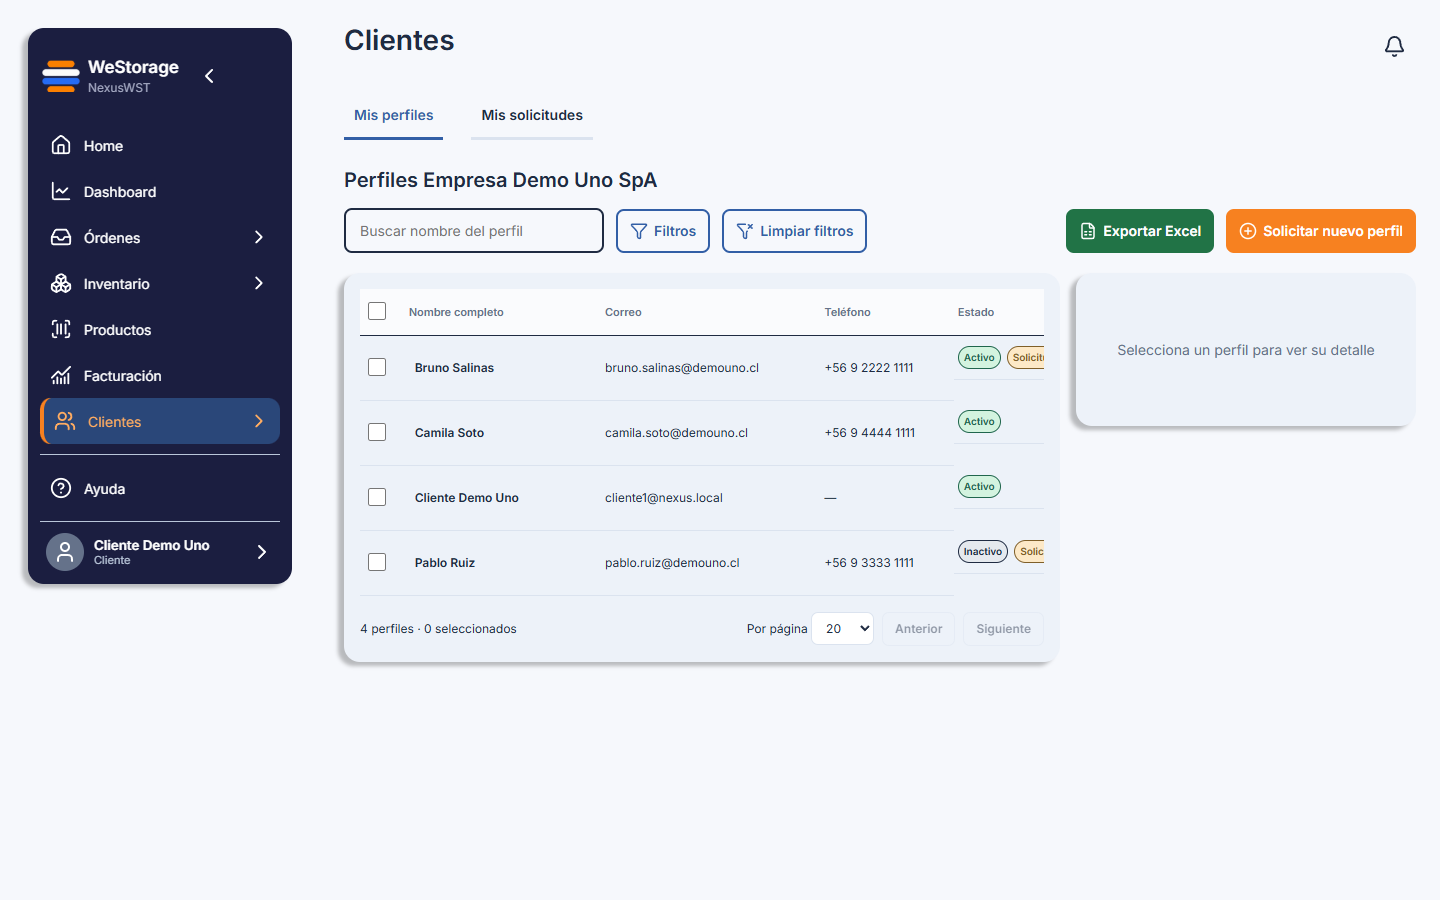 WeStorage
NexusWST
Home
Dashboard
Órdenes
Inventario
Productos
Facturación
Clientes
Ayuda
Cliente Demo Uno
Cliente
Clientes
Mis perfiles
Mis solicitudes
Perfiles Empresa Demo Uno SpA
Buscar nombre del perfil
Filtros
Limpiar filtros
Exportar Excel
Solicitar nuevo perfil
Nombre completo Correo Teléfono Estado
Bruno Salinas bruno.salinas@demouno.cl +56 9 2222 1111 Activo
Camila Soto camila.soto@demouno.cl +56 9 4444 1111 Activo
Cliente Demo Uno cliente1@nexus.local — Activo
Pablo Ruiz pablo.ruiz@demouno.cl +56 9 3333 1111 Inactivo Solic
4 perfiles · 0 seleccionados Por página 20 Anterior Siguiente
Selecciona un perfil para ver su detalle